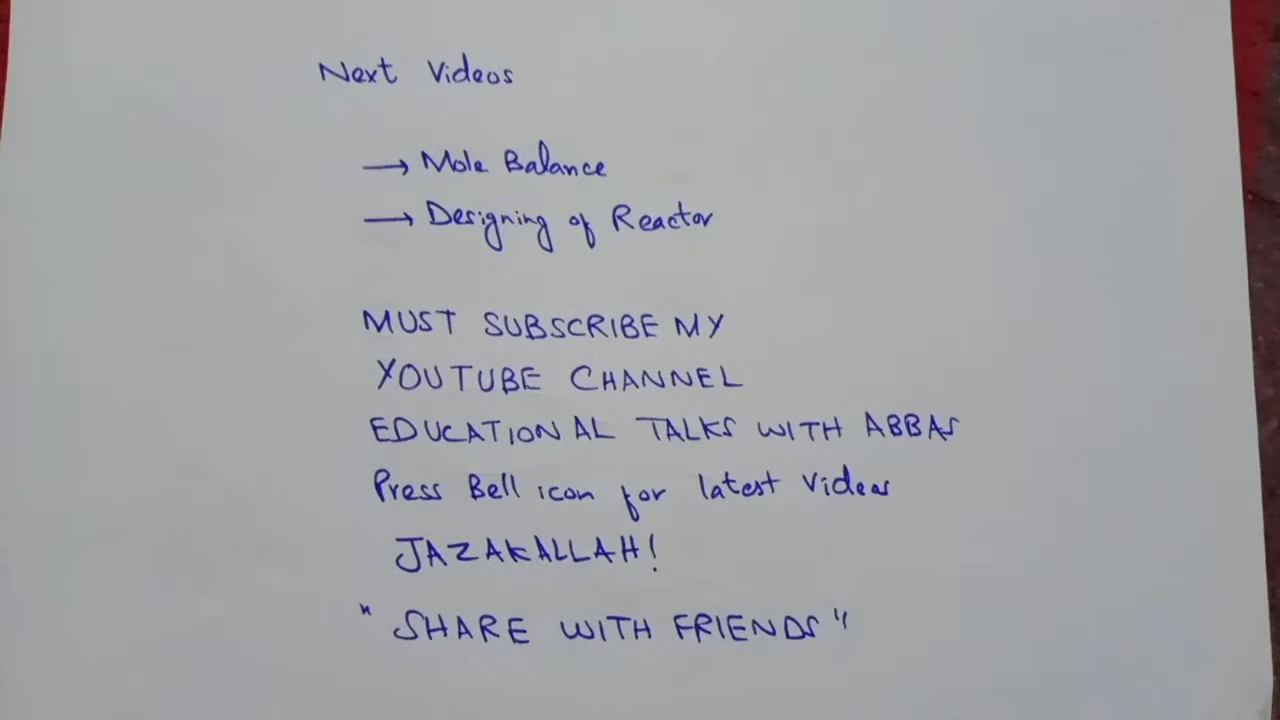 Next Videos
→ Mole Balance
→ Designing of Reactor
MUST SUBSCRIBE MY
YOUTUBE CHANNEL
EDUCATIONAL TALKS WITH ABBAS
Press Bell icon for latest videos
JAZAKALLAH!
"SHARE WITH FRIENDS"